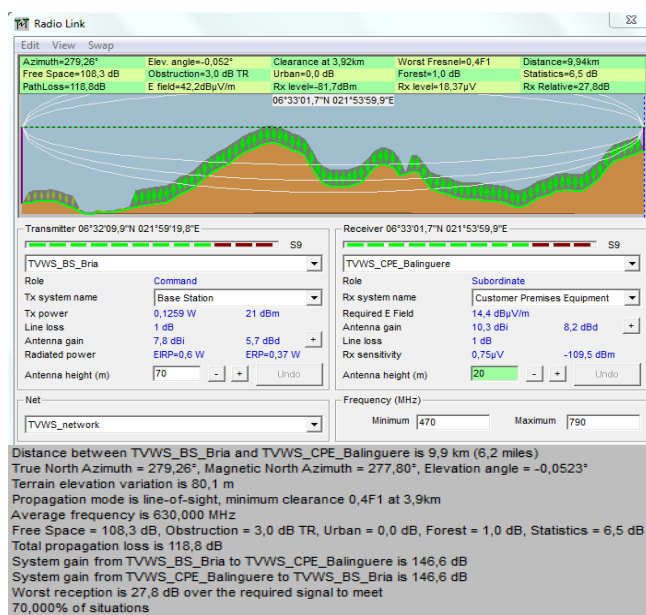 Radio Link
Edit View Swap
Azimuth=279,26° Elev. angle=-0,052° Clearance at 3,92km Worst Fresnel=0,4F1 Distance=9,94km
Free Space=108,3 dB Obstruction=3,0 dB TR Urban=0,0 dB Forest=1,0 dB Statistics=6,5 dB
PathLoss=118,8dB E field=42,2dBµV/m Rx level=-81,7dBm Rx level=18,37µV Rx Relative=27,8dB
06°33'01,7"N 021°53'59,9"E
Transmitter 06°32'09,9"N 021°59'19,8"E
S9
TVWS_BS_Bria
Role Command
Tx system name Base Station
Tx power 0,1259 W 21 dBm
Line loss 1 dB
Antenna gain 7,8 dBi 5,7 dBd +
Radiated power EIRP=0,6 W ERP=0,37 W
Antenna height (m) 70 - + Undo
Receiver 06°33'01,7"N 021°53'59,9"E
S9
TVWS_CPE_Balinguere
Role Subordinate
Rx system name Customer Premises Equipment
Required E Field 14,4 dBµV/m
Antenna gain 10,3 dBi 8,2 dBd +
Line loss 1 dB
Rx sensitivity 0,75µV -109,5 dBm
Antenna height (m) 20 - + Undo
Net
TVWS_network
Frequency (MHz)
Minimum 470 Maximum 790
Distance between TVWS_BS_Bria and TVWS_CPE_Balinguere is 9,9 km (6,2 miles)
True North Azimuth = 279,26°, Magnetic North Azimuth = 277,80°, Elevation angle = -0,0523°
Terrain elevation variation is 80,1 m
Propagation mode is line-of-sight, minimum clearance 0,4F1 at 3,9km
Average frequency is 630,000 MHz
Free Space = 108,3 dB, Obstruction = 3,0 dB TR, Urban = 0,0 dB, Forest = 1,0 dB, Statistics = 6,5 dB
Total propagation loss is 118,8 dB
System gain from TVWS_BS_Bria to TVWS_CPE_Balinguere is 146,6 dB
System gain from TVWS_CPE_Balinguere to TVWS_BS_Bria is 146,6 dB
Worst reception is 27,8 dB over the required signal to meet
70,000% of situations